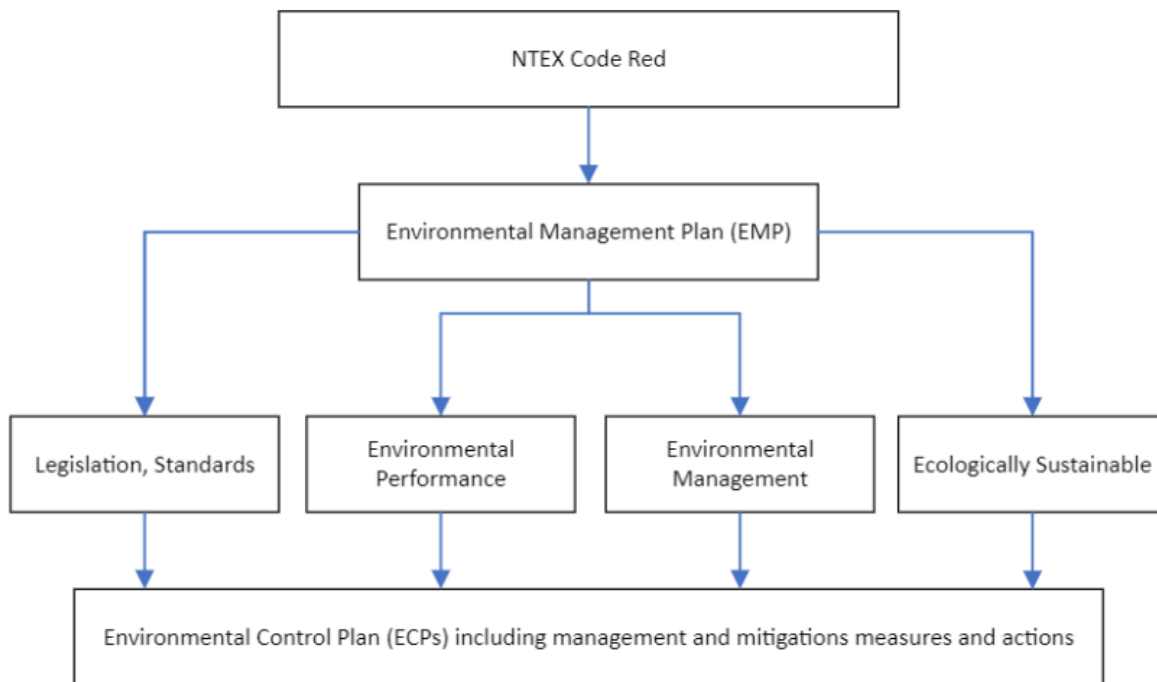 NTEX Code Red
Environmental Management Plan (EMP)
Legislation, Standards
Environmental
Performance
Environmental
Management
Ecologically Sustainable
Environmental Control Plan (ECPs) including management and mitigations measures and actions